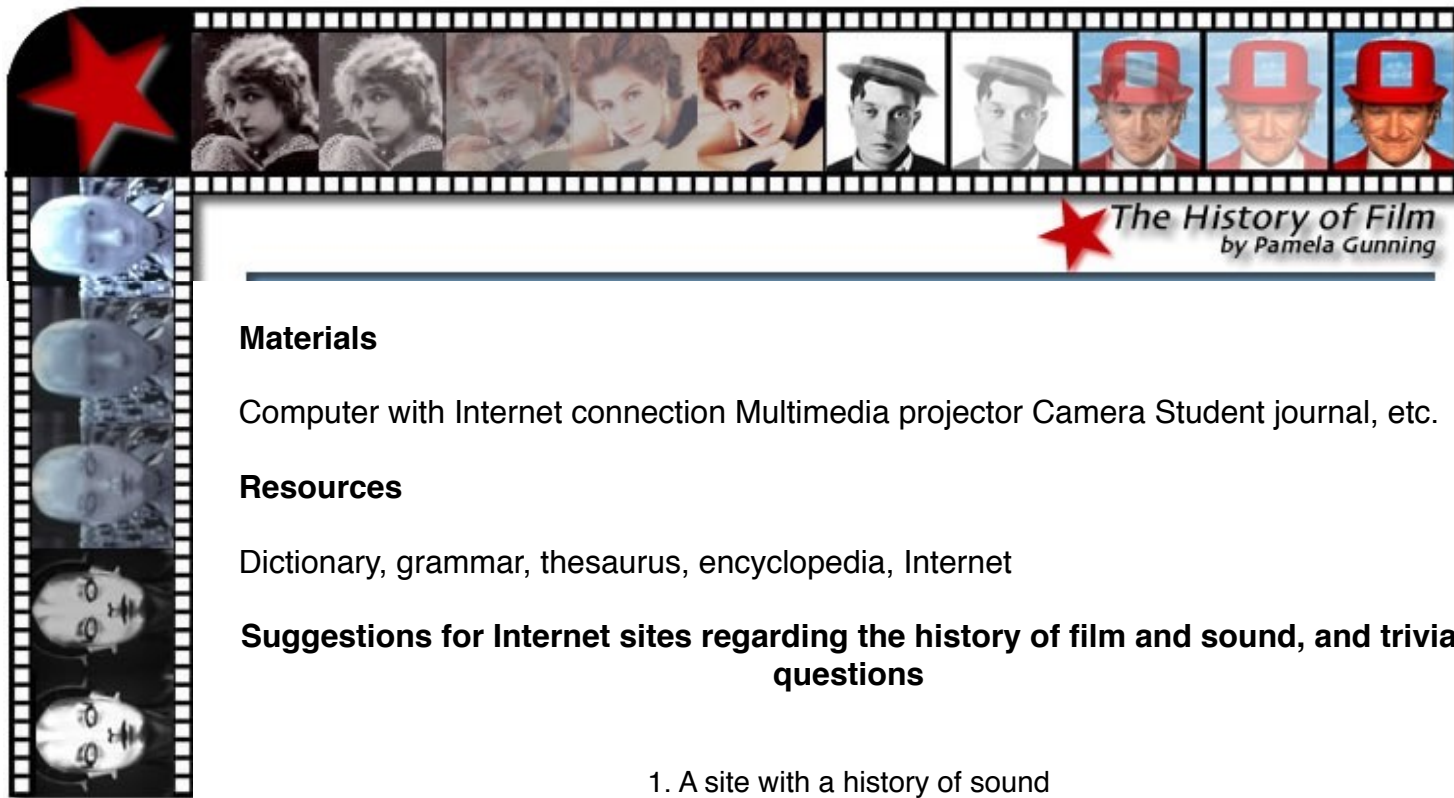 The History of Film
by Pamela Gunning
Materials
Computer with Internet connection Multimedia projector Camera Student journal, etc.
Resources
Dictionary, grammar, thesaurus, encyclopedia, Internet
Suggestions for Internet sites regarding the history of film and sound, and trivia
questions
1. A site with a history of sound